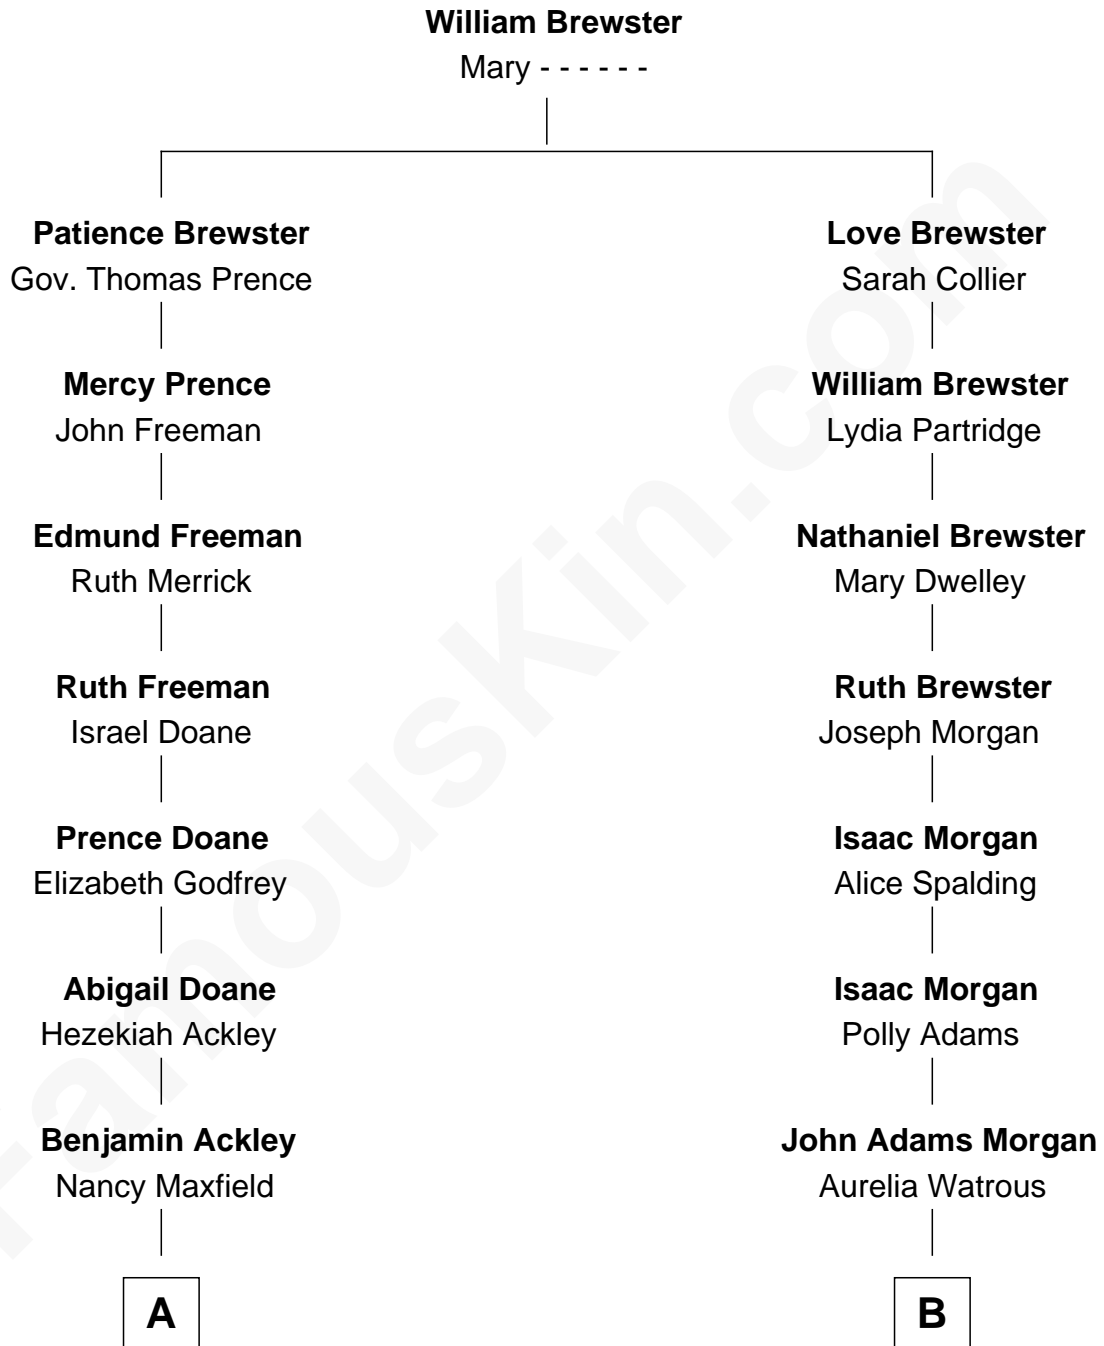 William Brewster
Mary - - - - - -
Patience Brewster
Gov. Thomas Prence
Love Brewster
Sarah Collier
Mercy Prence
John Freeman
William Brewster
Lydia Partridge
Edmund Freeman
Ruth Merrick
Nathaniel Brewster
Mary Dwelley
Ruth Freeman
Israel Doane
Ruth Brewster
Joseph Morgan
Prence Doane
Elizabeth Godfrey
Isaac Morgan
Alice Spalding
Abigail Doane
Hezekiah Ackley
Isaac Morgan
Polly Adams
Benjamin Ackley
Nancy Maxfield
John Adams Morgan
Aurelia Watrous
A
B
FamousKin.com